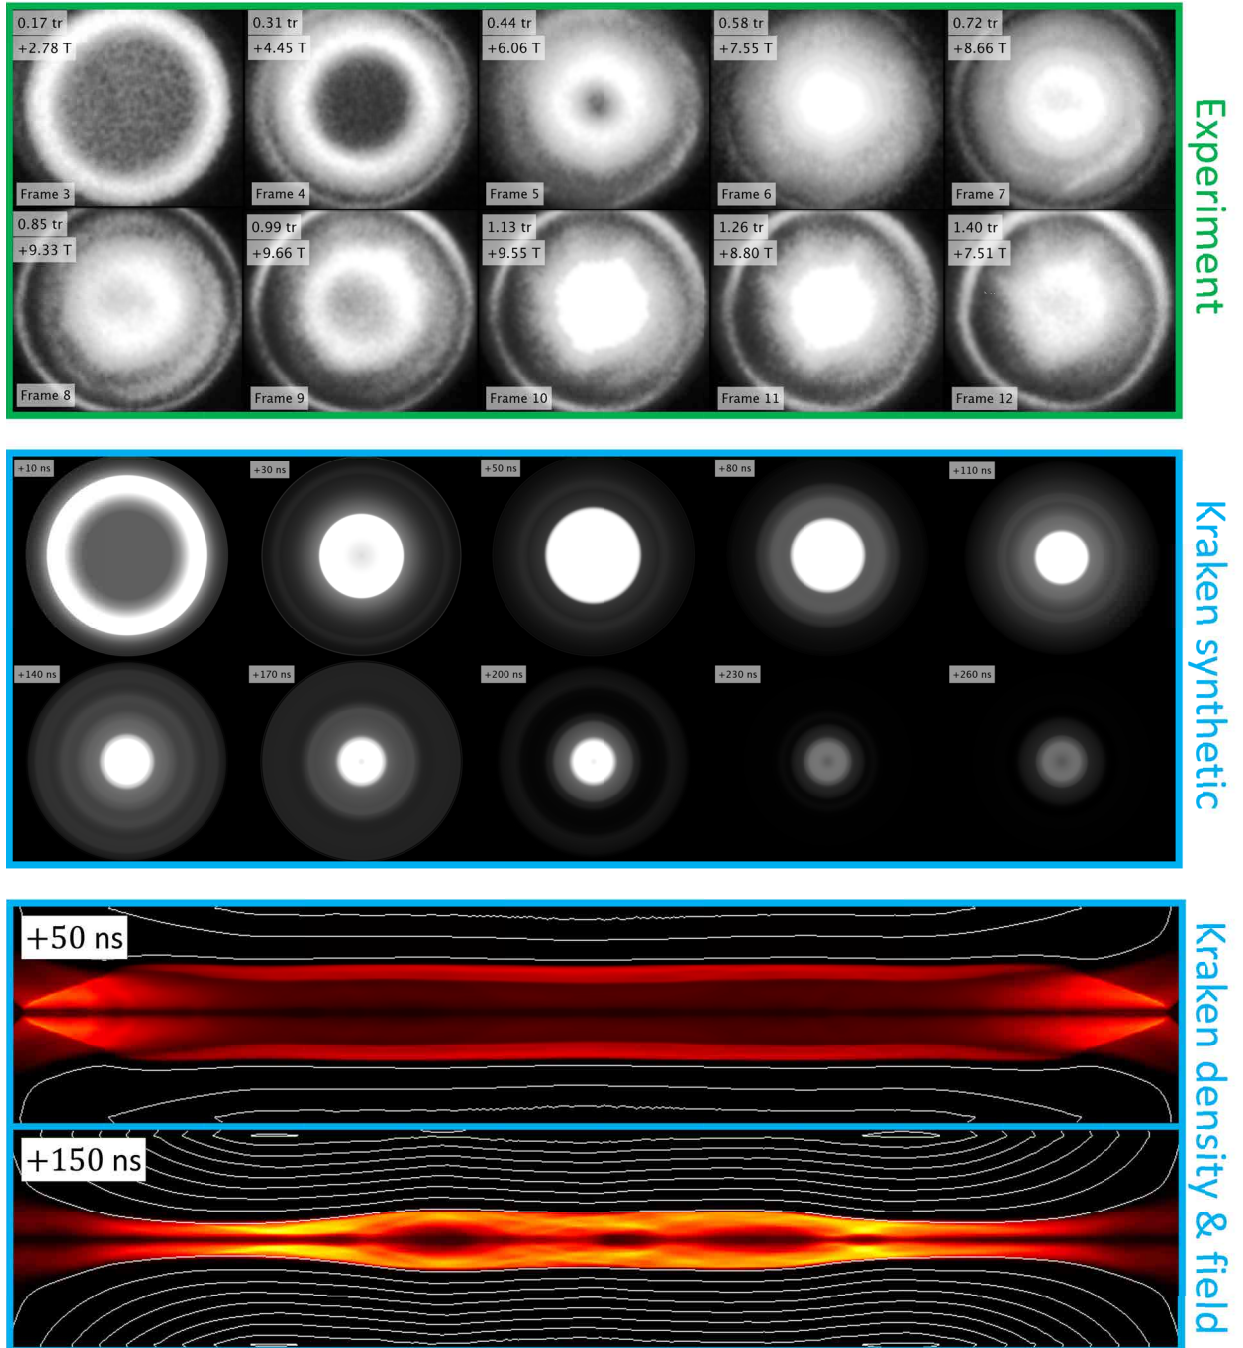 0.17 tr
+2.78 T
Frame 3
0.31 tr
+4.45 T
Frame 4
0.44 tr
+6.06 T
Frame 5
0.58 tr
+7.55 T
Frame 6
0.72 tr
+8.66 T
Frame 7
0.85 tr
+9.33 T
Frame 8
0.99 tr
+9.66 T
Frame 9
1.13 tr
+9.55 T
Frame 10
1.26 tr
+8.80 T
Frame 11
1.40 tr
+7.51 T
Frame 12
Experiment
+10 ns
+30 ns
+50 ns
+80 ns
+110 ns
+140 ns
+170 ns
+200 ns
+230 ns
+260 ns
Kraken synthetic
+50 ns
+150 ns
Kraken density & field